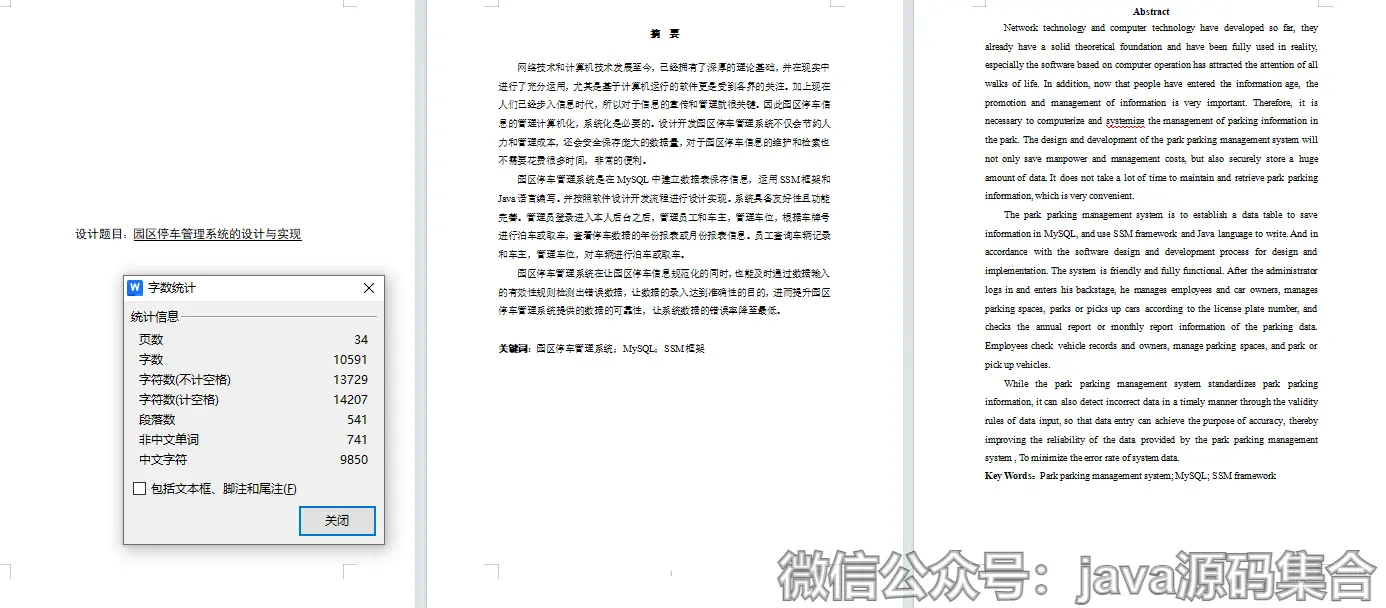 设计题目：园区停车管理系统的设计与实现
字数统计
统计信息
页数 34
字数 10591
字符数(不计空格) 13729
字符数(计空格) 14207
段落数 541
非中文单词 741
中文字符 9850
包括文本框、脚注和尾注(F)
关闭
摘 要
网络技术和计算机技术发展至今，已经拥有了深厚的理论基础，并在现实中
进行了充分运用，尤其是基于计算机运行的软件更是受到各界的关注。加上现在
人们已经步入信息时代，所以对于信息的宣传和管理就很关键。因此园区停车信
息的管理计算机化，系统化是必要的。设计开发园区停车管理系统不仅会节约人
力和管理成本，还会安全保存庞大的数据量，对于园区停车信息的维护和检索也
不需要花费很多时间，非常的便利。
园区停车管理系统是在 MySQL 中建立数据表保存信息，运用 SSM 框架和
Java 语言编写。并按照软件设计开发流程进行设计实现。系统具备友好性且功能
完善。管理员登录进入本人后台之后，管理员工和车主，管理车位，根据车牌号
进行泊车或取车，查看停车数据的年份报表或月份报表信息。员工查询车辆记录
和车主，管理车位，对车辆进行泊车或取车。
园区停车管理系统在让园区停车信息规范化的同时，也能及时通过数据输入
的有效性规则检测出错误数据，让数据的录入达到准确性的目的，进而提升园区
停车管理系统提供的数据的可靠性，让系统数据的错误率降至最低。
关键词：园区停车管理系统；MySQL；SSM 框架
Abstract
Network technology and computer technology have developed so far, they
already have a solid theoretical foundation and have been fully used in reality,
especially the software based on computer operation has attracted the attention of all
walks of life. In addition, now that people have entered the information age, the
promotion and management of information is very important. Therefore, it is
necessary to computerize and systemize the management of parking information in
the park. The design and development of the park parking management system will
not only save manpower and management costs, but also securely store a huge
amount of data. It does not take a lot of time to maintain and retrieve park parking
information, which is very convenient.
The park parking management system is to establish a data table to save
information in MySQL, and use SSM framework and Java language to write. And in
accordance with the software design and development process for design and
implementation. The system is friendly and fully functional. After the administrator
logs in and enters his backstage, he manages employees and car owners, manages
parking spaces, parks or picks up cars according to the license plate number, and
checks the annual report or monthly report information of the parking data.
Employees check vehicle records and owners, manage parking spaces, and park or
pick up vehicles.
While the park parking management system standardizes park parking
information, it can also detect incorrect data in a timely manner through the validity
rules of data input, so that data entry can achieve the purpose of accuracy, thereby
improving the reliability of the data provided by the park parking management
system , To minimize the error rate of system data.
Key Words：Park parking management system; MySQL; SSM framework
微信公众号：java源码集合